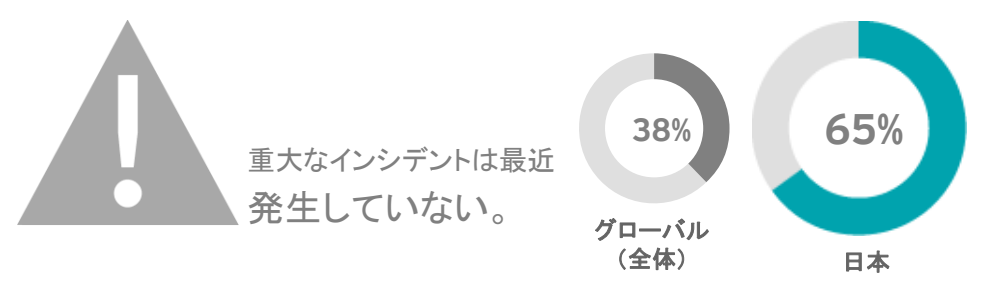 重大なインシデントは最近
発生していない。
38%
グローバル
（全体）
65%
日本